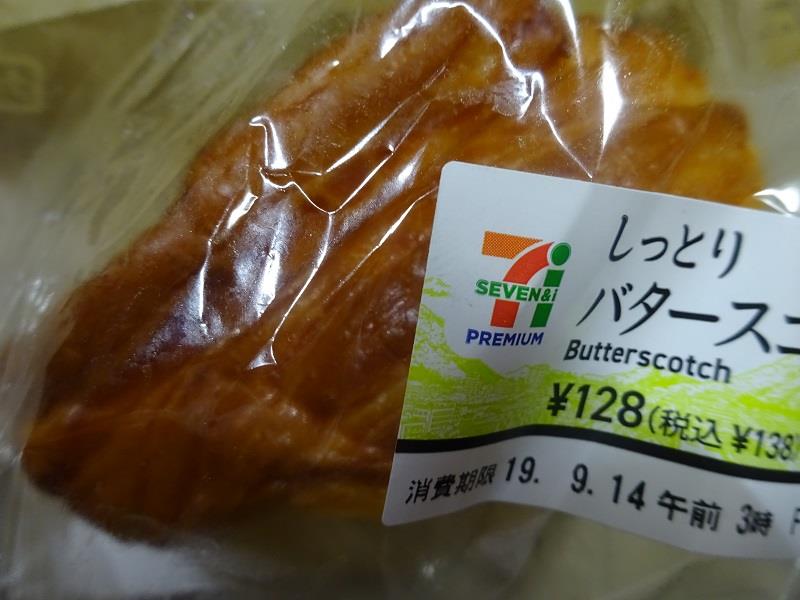 SEVEN&i
PREMIUM
しっとり
バタースコ
Butterscotch
¥128(税込 ¥138)
消費期限 19. 9.14 午前 3時